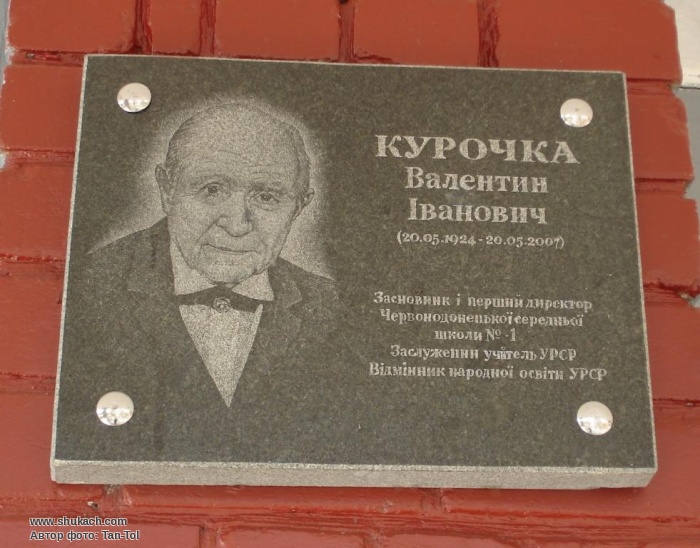 КУРОЧКА
Валентин
Іванович
(20.05.1924 - 20.05.2007)
Засновник і перший директор
Червонодонецької середньої
школи № -1
Заслужений учітель УРСР
Відмінник народної освіти УРСР
www.shukach.com
Автор фото: Tan-Tol